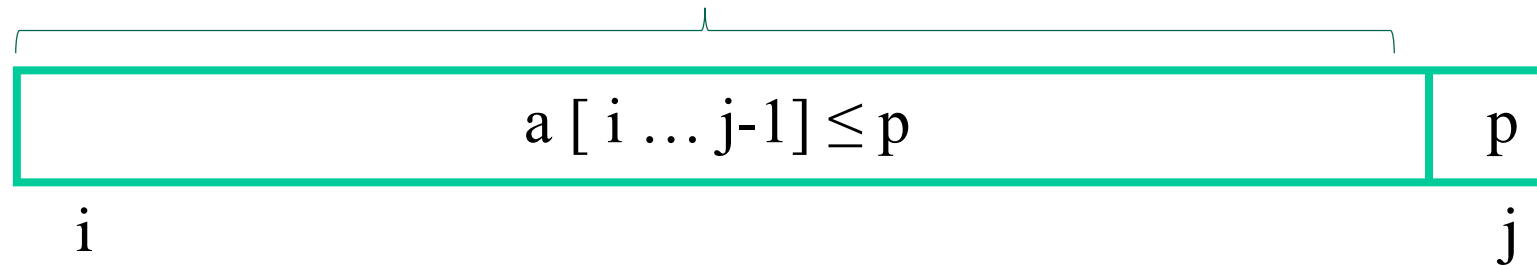 a [ i … j-1] ≤ p p
i j